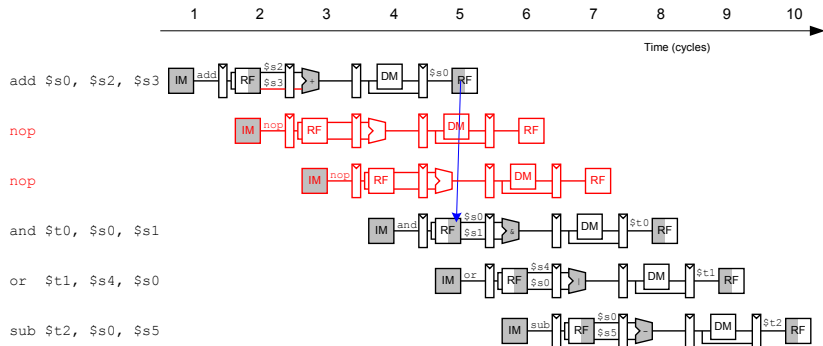 1 2 3 4 5 6 7 8 9 10
Time (cycles)
add $s0, $s2, $s3 IM add RF $s2 $s3 + DM $s0 RF
nop IM nop RF DM RF
nop IM nop RF DM RF
and $t0, $s0, $s1 IM and RF $s0 $s1 & DM $t0 RF
or $t1, $s4, $s0 IM or RF $s4 $s0 | DM $t1 RF
sub $t2, $s0, $s5 IM sub RF $s0 $s5 - DM $t2 RF